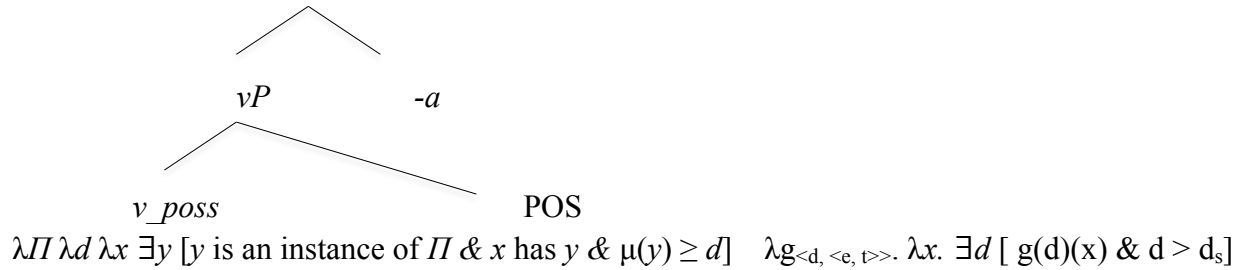 vP -a
v_poss POS
λΠ λd λx ∃y [y is an instance of Π & x has y & μ(y) ≥ d] λg<d, <e, t>>. λx. ∃d [ g(d)(x) & d > ds]